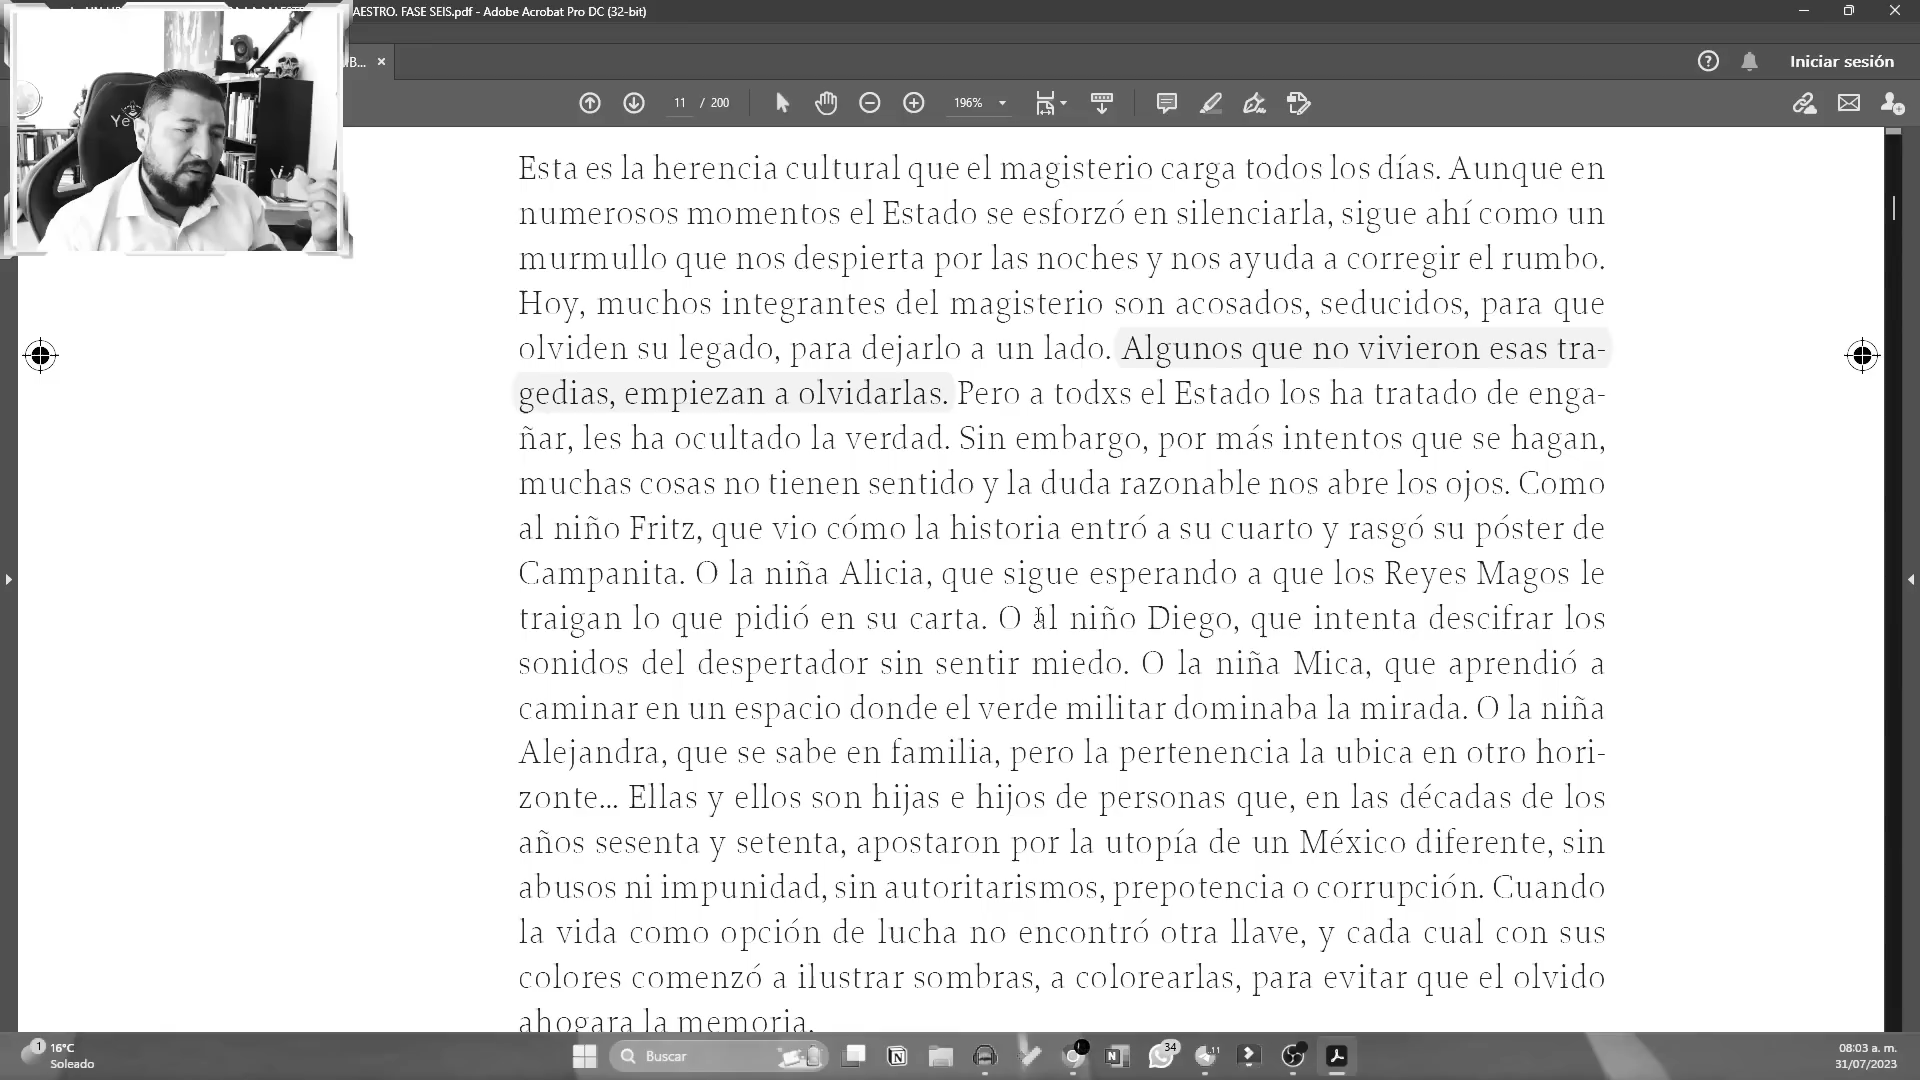 AESTRO. FASE SEIS.pdf - Adobe Acrobat Pro DC (32-bit)
B...
Iniciar sesión
11 / 200
196%
Esta es la herencia cultural que el magisterio carga todos los días. Aunque en
numerosos momentos el Estado se esforzó en silenciarla, sigue ahí como un
murmullo que nos despierta por las noches y nos ayuda a corregir el rumbo.
Hoy, muchos integrantes del magisterio son acosados, seducidos, para que
olviden su legado, para dejarlo a un lado. Algunos que no vivieron esas tra-
gedias, empiezan a olvidarlas. Pero a todxs el Estado los ha tratado de enga-
ñar, les ha ocultado la verdad. Sin embargo, por más intentos que se hagan,
muchas cosas no tienen sentido y la duda razonable nos abre los ojos. Como
al niño Fritz, que vio cómo la historia entró a su cuarto y rasgó su póster de
Campanita. O la niña Alicia, que sigue esperando a que los Reyes Magos le
traigan lo que pidió en su carta. O al niño Diego, que intenta descifrar los
sonidos del despertador sin sentir miedo. O la niña Mica, que aprendió a
caminar en un espacio donde el verde militar dominaba la mirada. O la niña
Alejandra, que se sabe en familia, pero la pertenencia la ubica en otro hori-
zonte... Ellas y ellos son hijas e hijos de personas que, en las décadas de los
años sesenta y setenta, apostaron por la utopía de un México diferente, sin
abusos ni impunidad, sin autoritarismos, prepotencia o corrupción. Cuando
la vida como opción de lucha no encontró otra llave, y cada cual con sus
colores comenzó a ilustrar sombras, a colorearlas, para evitar que el olvido
ahogara la memoria.
1
16°C
Soleado
Buscar
34
11
08:03 a. m.
31/07/2023